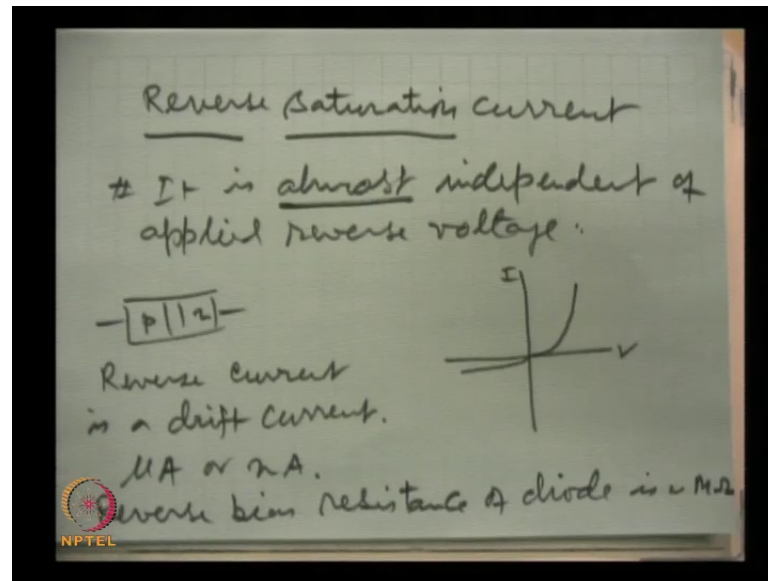 Reverse saturation current
# It is almost independent of
applied reverse voltage.
I
p n
V
Reverse current
is a drift current.
μA or nA.
Reverse bias resistance of diode is ~ MΩ
NPTEL